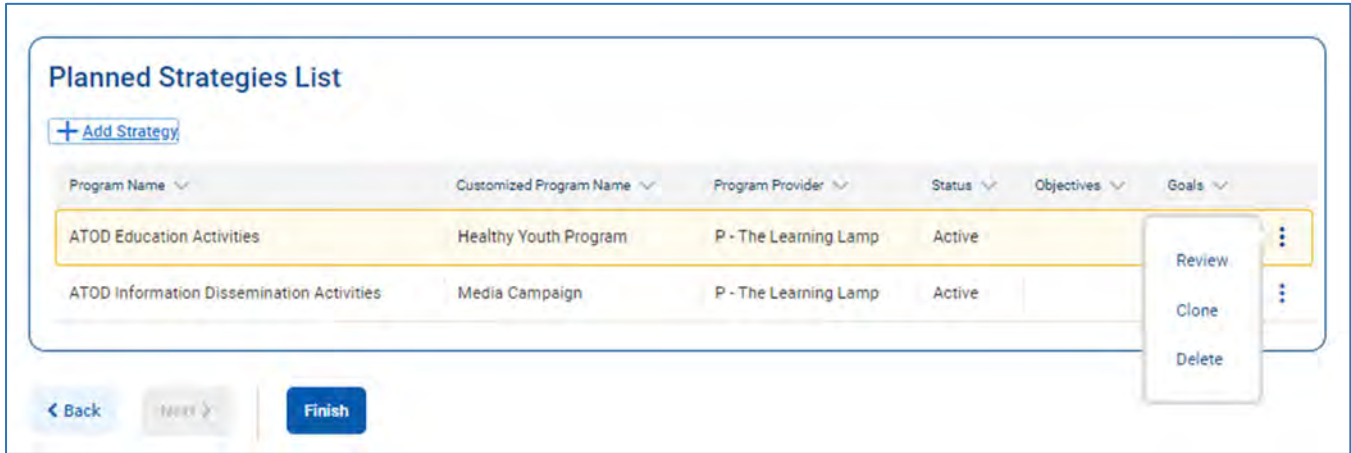 Planned Strategies List
Add Strategy
Program Name Customized Program Name Program Provider Status Objectives Goals
ATOD Education Activities Healthy Youth Program P - The Learning Lamp Active
Review
ATOD Information Dissemination Activities Media Campaign P - The Learning Lamp Active
Clone
Delete
Back Next Finish